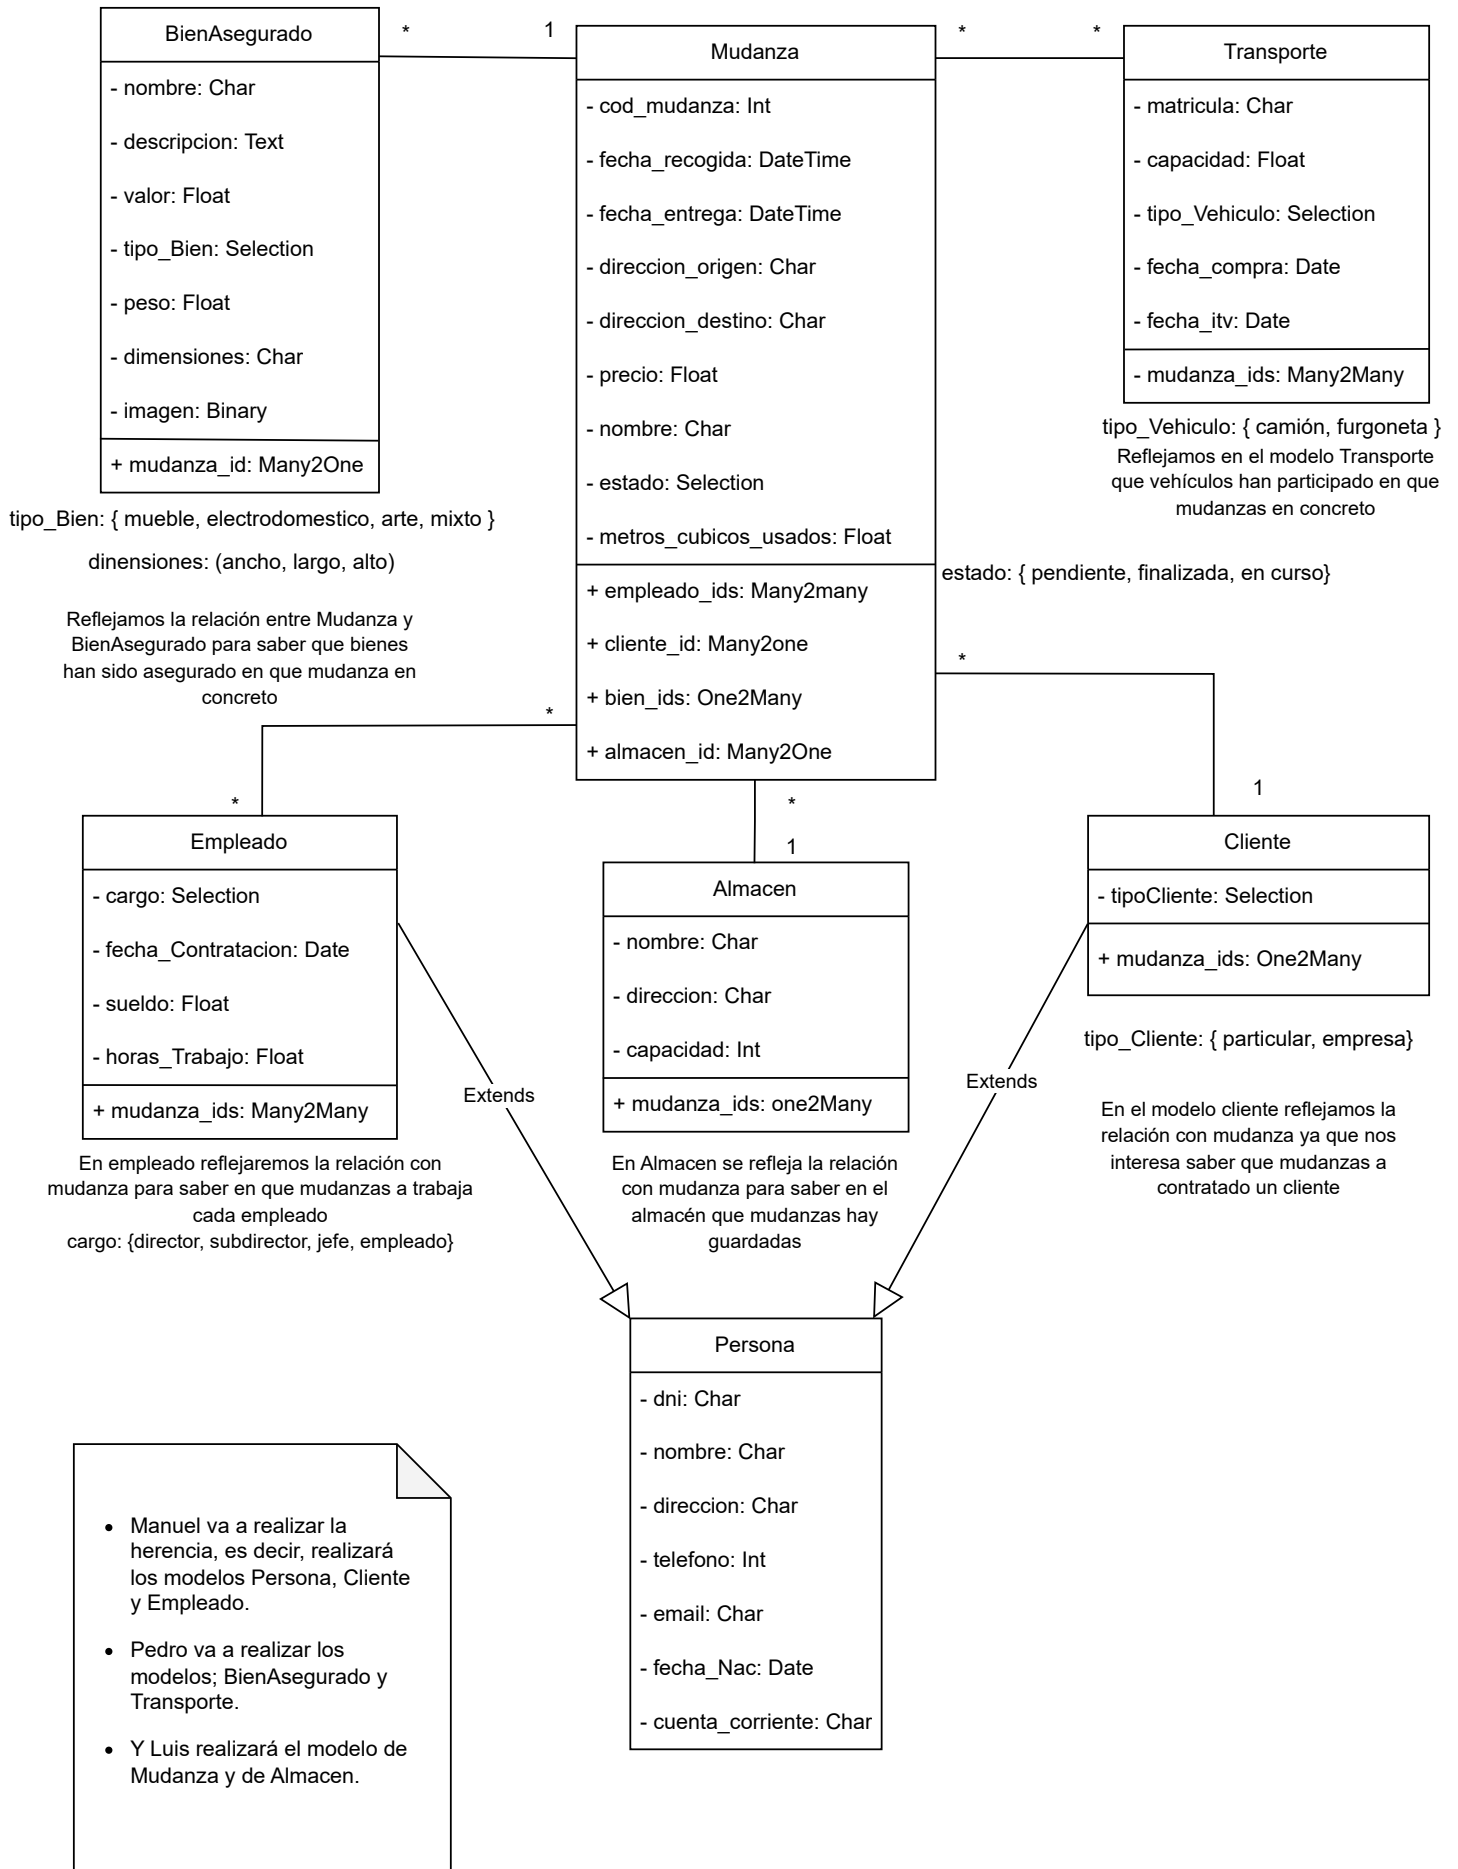 BienAsegurado
- nombre: Char
- descripcion: Text
- valor: Float
- tipo_Bien: Selection
- peso: Float
- dimensiones: Char
- imagen: Binary
+ mudanza_id: Many2One
tipo_Bien: { mueble, electrodomestico, arte, mixto }
dinensiones: (ancho, largo, alto)
Reflejamos la relación entre Mudanza y
BienAsegurado para saber que bienes
han sido asegurado en que mudanza en
concreto
*
1
Mudanza
- cod_mudanza: Int
- fecha_recogida: DateTime
- fecha_entrega: DateTime
- direccion_origen: Char
- direccion_destino: Char
- precio: Float
- nombre: Char
- estado: Selection
- metros_cubicos_usados: Float
+ empleado_ids: Many2many
+ cliente_id: Many2one
+ bien_ids: One2Many
+ almacen_id: Many2One
*
*
Transporte
- matricula: Char
- capacidad: Float
- tipo_Vehiculo: Selection
- fecha_compra: Date
- fecha_itv: Date
- mudanza_ids: Many2Many
tipo_Vehiculo: { camión, furgoneta }
Reflejamos en el modelo Transporte
que vehículos han participado en que
mudanzas en concreto
estado: { pendiente, finalizada, en curso}
*
1
*
*
*
1
Empleado
- cargo: Selection
- fecha_Contratacion: Date
- sueldo: Float
- horas_Trabajo: Float
+ mudanza_ids: Many2Many
En empleado reflejaremos la relación con
mudanza para saber en que mudanzas a trabaja
cada empleado
cargo: {director, subdirector, jefe, empleado}
Extends
Almacen
- nombre: Char
- direccion: Char
- capacidad: Int
+ mudanza_ids: one2Many
En Almacen se refleja la relación
con mudanza para saber en el
almacén que mudanzas hay
guardadas
Extends
Cliente
- tipoCliente: Selection
+ mudanza_ids: One2Many
tipo_Cliente: { particular, empresa}
En el modelo cliente reflejamos la
relación con mudanza ya que nos
interesa saber que mudanzas a
contratado un cliente
Persona
- dni: Char
- nombre: Char
- direccion: Char
- telefono: Int
- email: Char
- fecha_Nac: Date
- cuenta_corriente: Char
• Manuel va a realizar la
herencia, es decir, realizará
los modelos Persona, Cliente
y Empleado.
• Pedro va a realizar los
modelos; BienAsegurado y
Transporte.
• Y Luis realizará el modelo de
Mudanza y de Almacen.